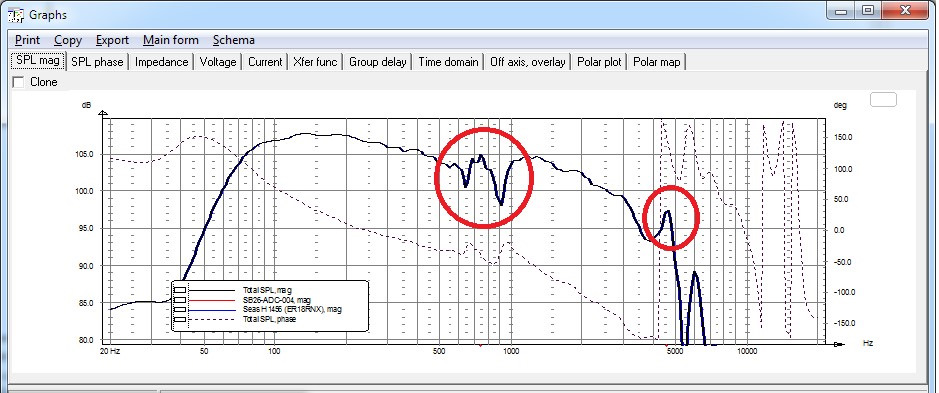 Graphs
Print Copy Export Main form Schema
SPL mag SPL phase Impedance Voltage Current Xfer func Group delay Time domain Off axis, overlay Polar plot Polar map
Clone
dB deg
105.0 150.0
100.0 100.0
95.0 50.0
90.0 0.0
85.0 -50.0
80.0 -100.0
-150.0
Total SPL, mag
SB26-ADC-004, mag
Seas H1456 (ER18RNX), mag
Total SPL, phase
20 Hz 50 100 500 1000 5000 10000 Hz